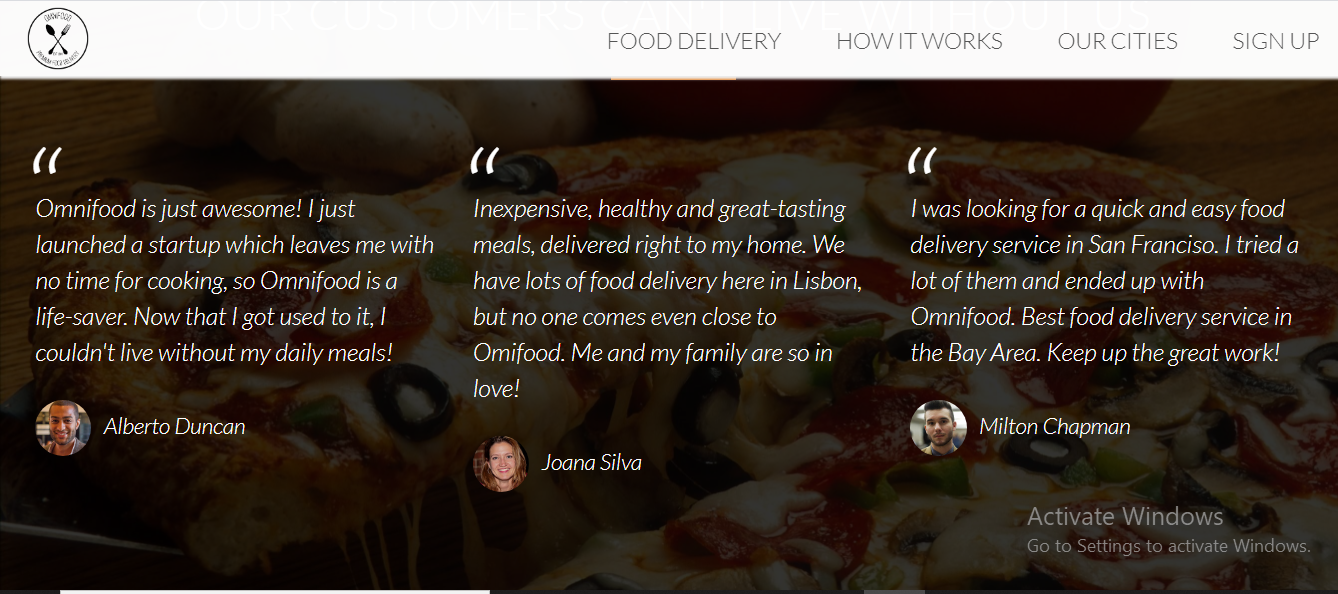 OUR CUSTOMERS CAN'T LIVE WITHOUT US
OMNIFOOD
PREMIUM FOOD DELIVERY
FOOD DELIVERY
HOW IT WORKS
OUR CITIES
SIGN UP
“
Omnifood is just awesome! I just
launched a startup which leaves me with
no time for cooking, so Omnifood is a
life-saver. Now that I got used to it, I
couldn't live without my daily meals!
Alberto Duncan
“
Inexpensive, healthy and great-tasting
meals, delivered right to my home. We
have lots of food delivery here in Lisbon,
but no one comes even close to
Omifood. Me and my family are so in
love!
Joana Silva
“
I was looking for a quick and easy food
delivery service in San Franciso. I tried a
lot of them and ended up with
Omnifood. Best food delivery service in
the Bay Area. Keep up the great work!
Milton Chapman
Activate Windows
Go to Settings to activate Windows.